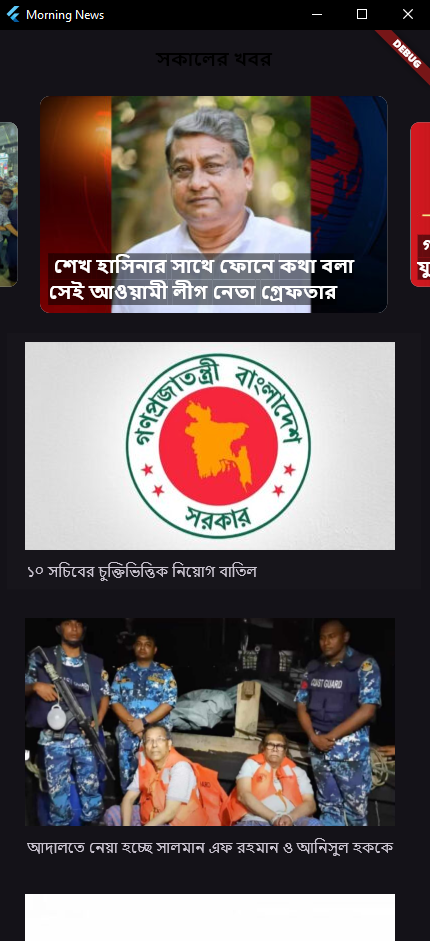 Morning News
DEBUG
সকালের খবর
শেখ হাসিনার সাথে ফোনে কথা বলা
সেই আওয়ামী লীগ নেতা গ্রেফতার
গণপ্রজাতন্ত্রী বাংলাদেশ
সরকার
১০ সচিবের চুক্তিভিত্তিক নিয়োগ বাতিল
COAST GUARD
আদালতে নেয়া হচ্ছে সালমান এফ রহমান ও আনিসুল হককে